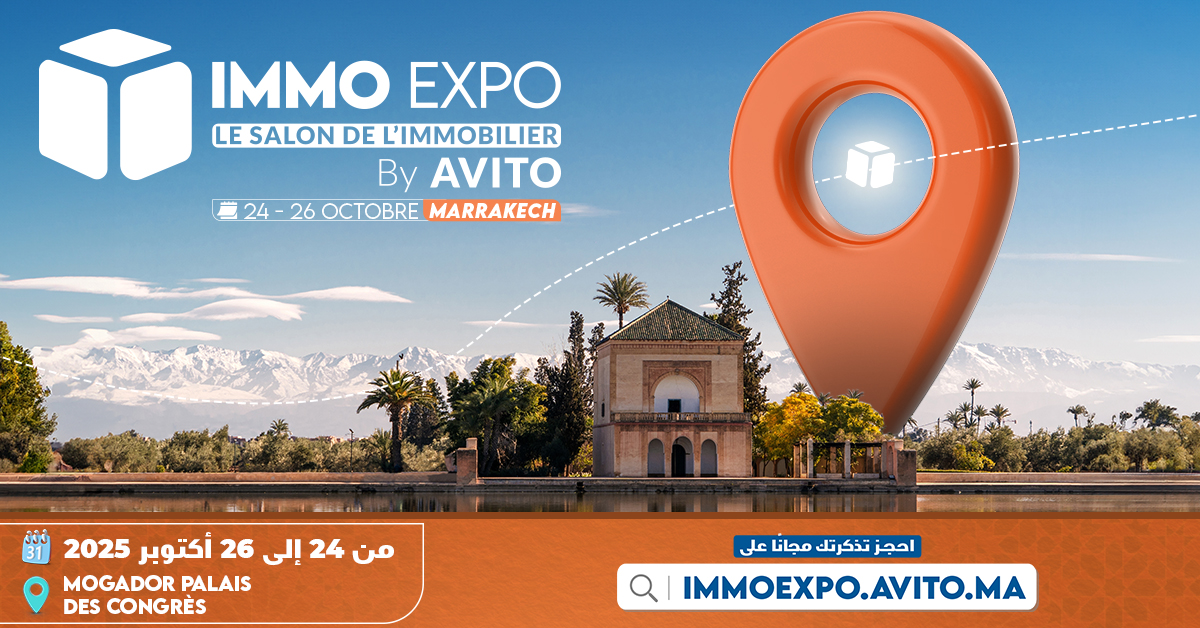 IMMO EXPO
LE SALON DE L'IMMOBILIER
By AVITO
24 - 26 OCTOBRE MARRAKECH
31
من 24 إلى 26 أكتوبر 2025
MOGADOR PALAIS
DES CONGRÈS
احجز تذكرتك مجانًا على
IMMOEXPO.AVITO.MA